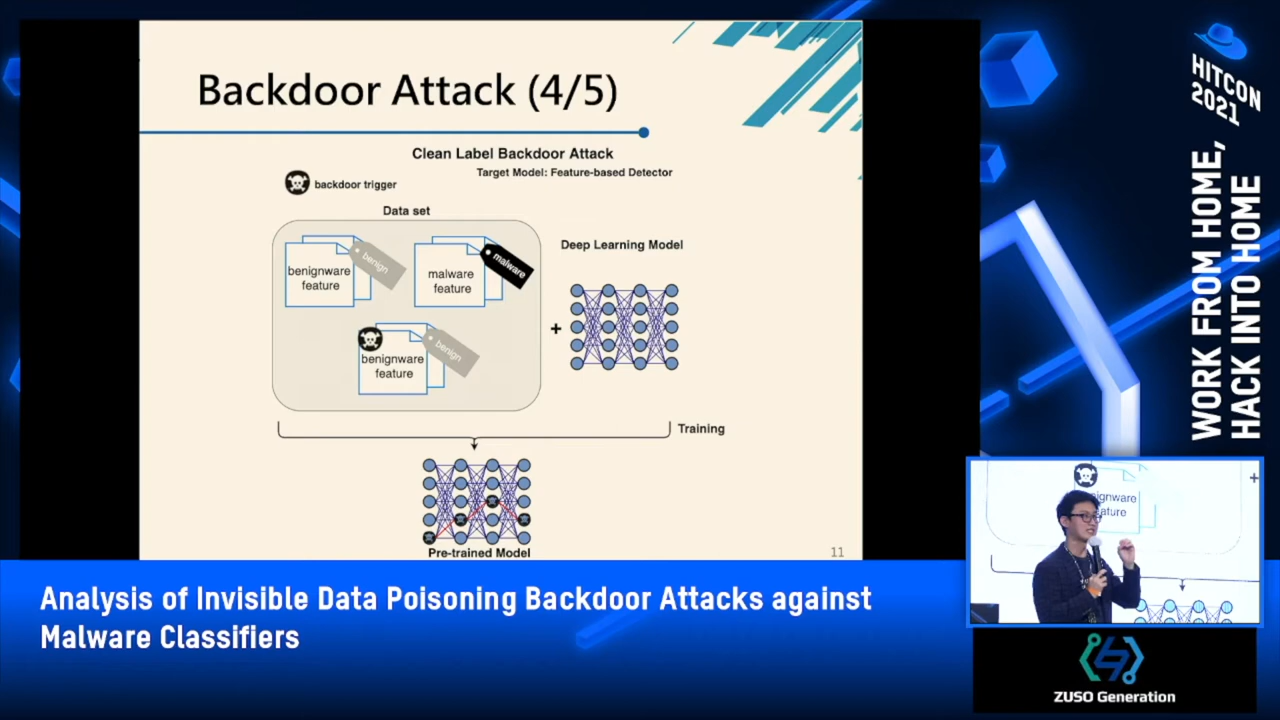 Backdoor Attack (4/5)
Clean Label Backdoor Attack
Target Model: Feature-based Detector
backdoor trigger
Data set
benignware
feature
benign
malware
feature
malware
benignware
feature
benign
+
Deep Learning Model
Training
Pre-trained Model
11
HITCON
2021
WORK FROM HOME,
HACK INTO HOME
benignware
feature
+
Analysis of Invisible Data Poisoning Backdoor Attacks against
Malware Classifiers
ZUSO Generation